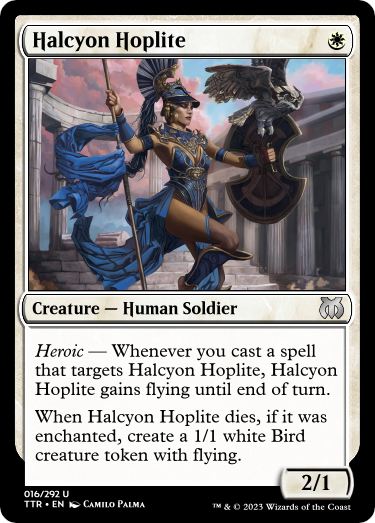 Halcyon Hoplite
Creature — Human Soldier
Heroic — Whenever you cast a spell
that targets Halcyon Hoplite, Halcyon
Hoplite gains flying until end of turn.
When Halcyon Hoplite dies, if it was
enchanted, create a 1/1 white Bird
creature token with flying.
2/1
016/292 U
TTR • EN Camilo Palma
™ & © 2023 Wizards of the Coast